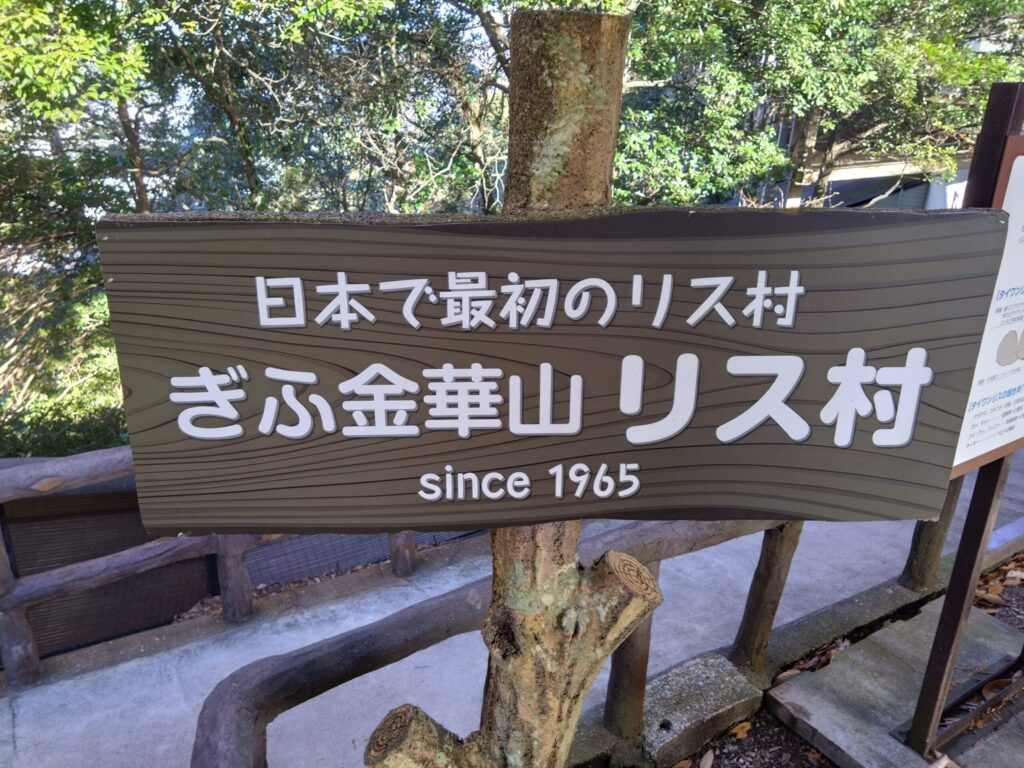 日本で最初のリス村
ぎふ金華山リス村
since 1965